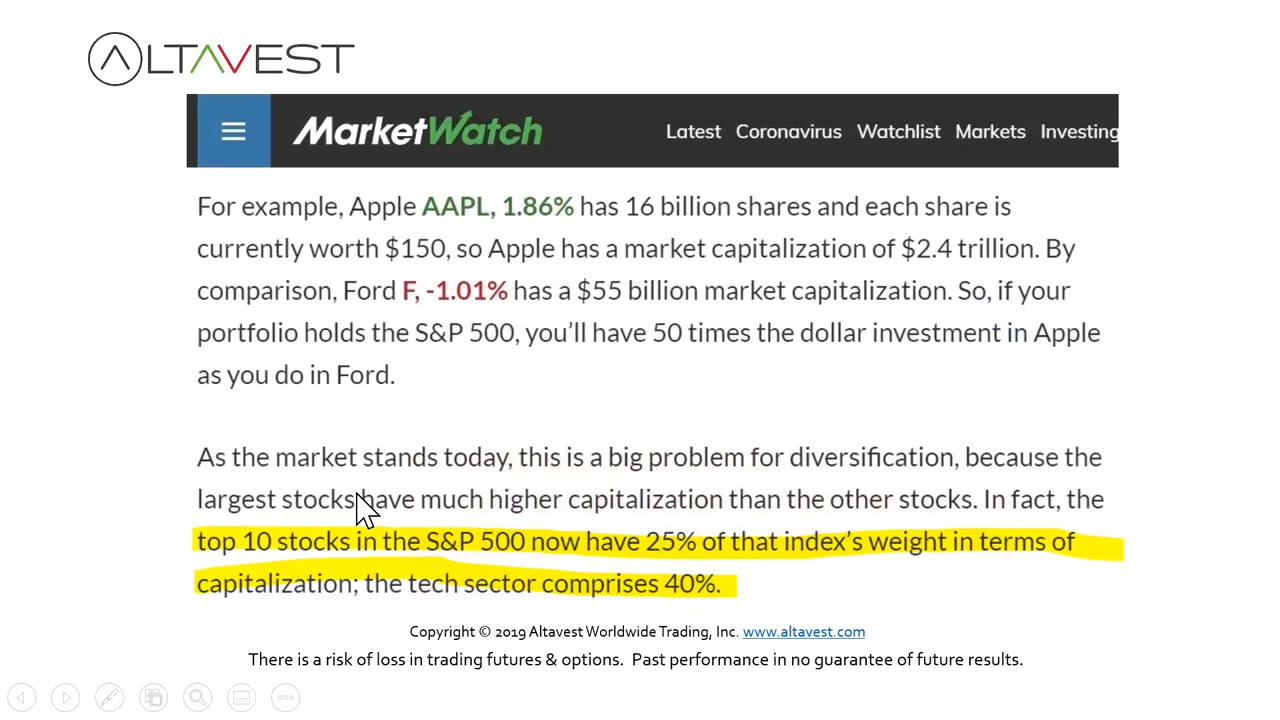 ALTAVEST
MarketWatch Latest Coronavirus Watchlist Markets Investing
For example, Apple AAPL, 1.86% has 16 billion shares and each share is
currently worth $150, so Apple has a market capitalization of $2.4 trillion. By
comparison, Ford F, -1.01% has a $55 billion market capitalization. So, if your
portfolio holds the S&P 500, you’ll have 50 times the dollar investment in Apple
as you do in Ford.
As the market stands today, this is a big problem for diversification, because the
largest stocks have much higher capitalization than the other stocks. In fact, the
top 10 stocks in the S&P 500 now have 25% of that index’s weight in terms of
capitalization; the tech sector comprises 40%.
Copyright © 2019 Altavest Worldwide Trading, Inc. www.altavest.com
There is a risk of loss in trading futures & options. Past performance in no guarantee of future results.